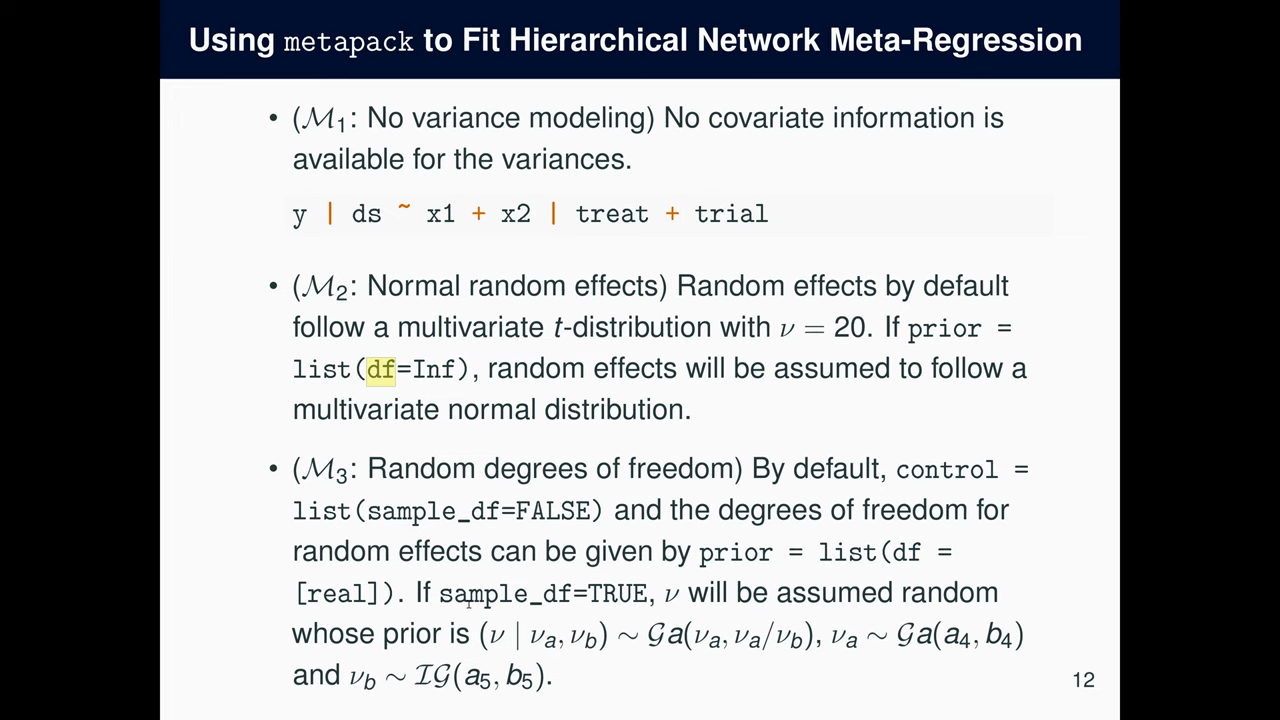 Using metapack to Fit Hierarchical Network Meta-Regression
• (ℳ₁: No variance modeling) No covariate information is
available for the variances.
y | ds ~ x1 + x2 | treat + trial
• (ℳ₂: Normal random effects) Random effects by default
follow a multivariate t-distribution with ν = 20. If prior =
list(df=Inf), random effects will be assumed to follow a
multivariate normal distribution.
• (ℳ₃: Random degrees of freedom) By default, control =
list(sample_df=FALSE) and the degrees of freedom for
random effects can be given by prior = list(df =
[real]). If sample_df=TRUE, ν will be assumed random
whose prior is (ν | νₐ, ν_b) ∼ 𝒢a(νₐ, νₐ/ν_b), νₐ ∼ 𝒢a(a₄, b₄)
and ν_b ∼ ℐ𝒢(a₅, b₅).
12